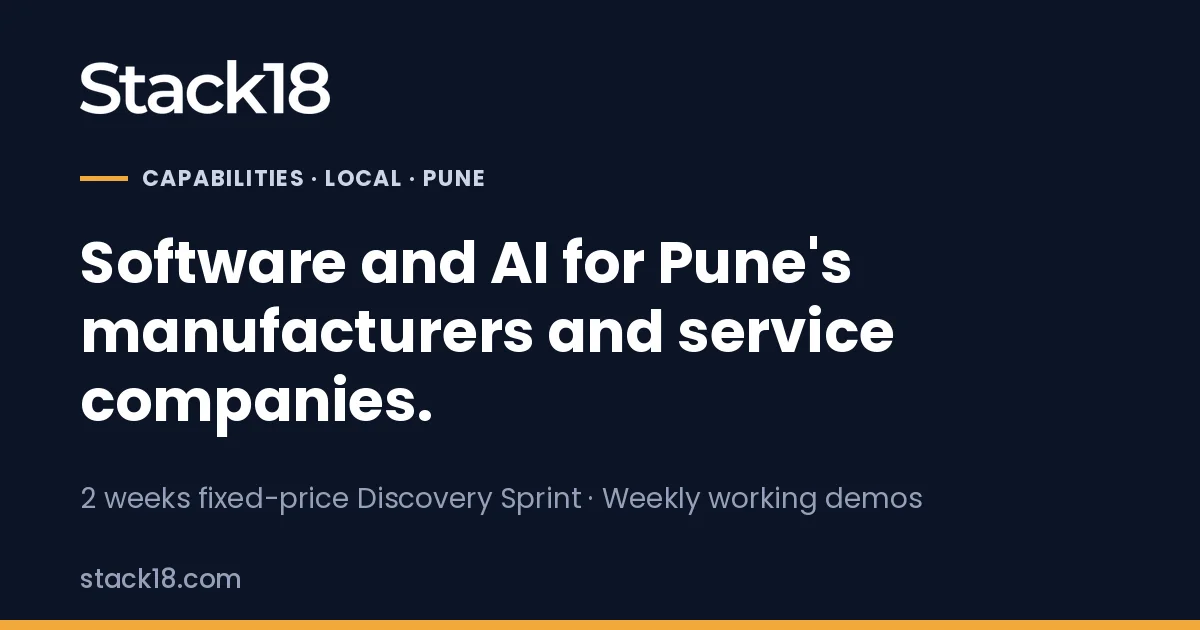 Stack18
CAPABILITIES · LOCAL · PUNE
Software and AI for Pune's
manufacturers and service
companies.
2 weeks fixed-price Discovery Sprint · Weekly working demos
stack18.com